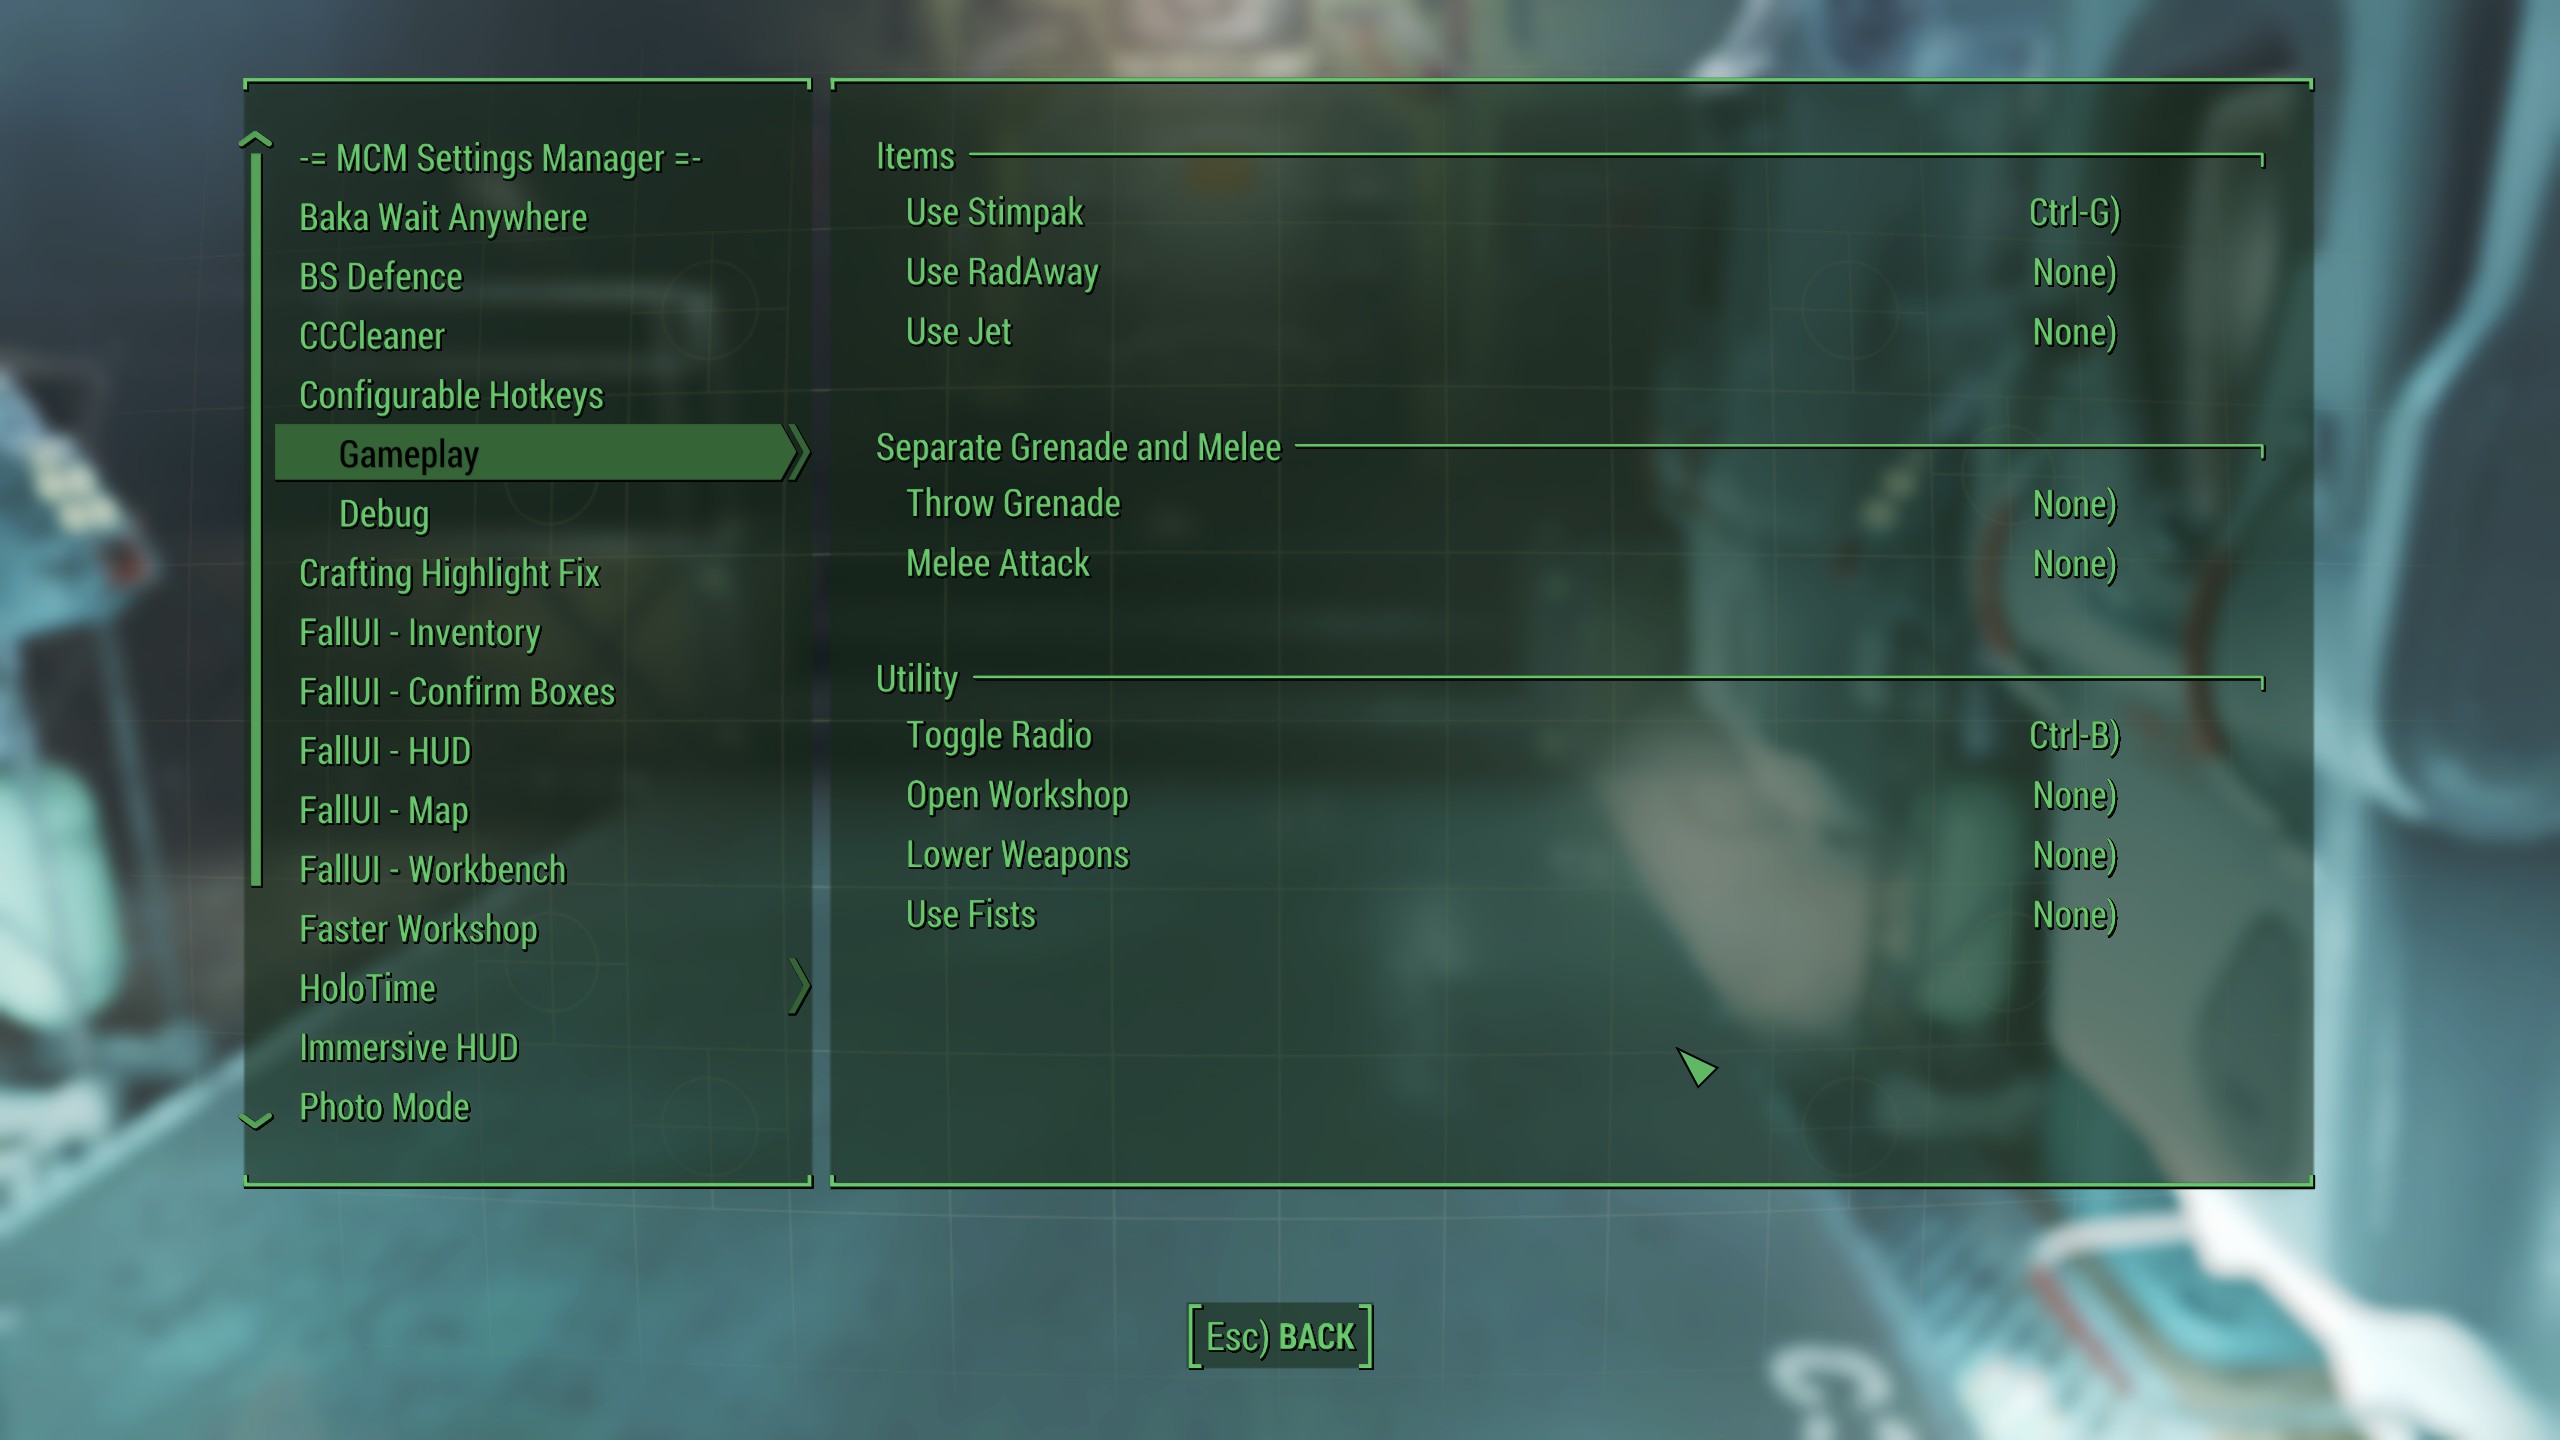 -= MCM Settings Manager =-
Baka Wait Anywhere
BS Defence
CCCleaner
Configurable Hotkeys
Gameplay
Debug
Crafting Highlight Fix
FallUI - Inventory
FallUI - Confirm Boxes
FallUI - HUD
FallUI - Map
FallUI - Workbench
Faster Workshop
HoloTime
Immersive HUD
Photo Mode
Items
Use Stimpak Ctrl-G)
Use RadAway None)
Use Jet None)
Separate Grenade and Melee
Throw Grenade None)
Melee Attack None)
Utility
Toggle Radio Ctrl-B)
Open Workshop None)
Lower Weapons None)
Use Fists None)
Esc) BACK